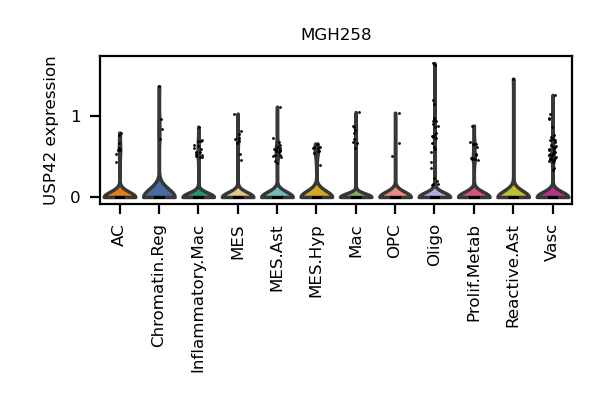 MGH258
USP42 expression
1
0
AC
Chromatin.Reg
Inflammatory.Mac
MES
MES.Ast
MES.Hyp
Mac
OPC
Oligo
Prolif.Metab
Reactive.Ast
Vasc